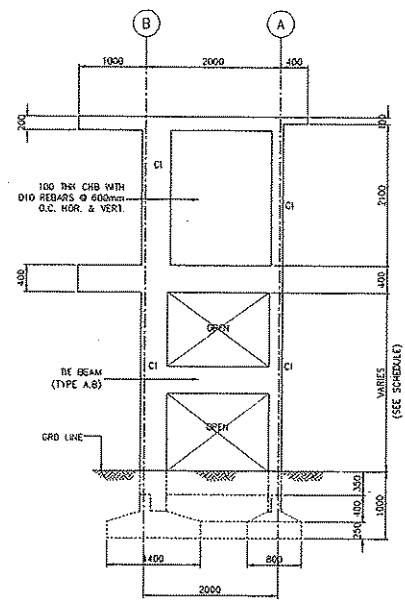 B
A
1000
2000
400
200
100
C1
100 THK CHB WITH
D10 REBARS @ 600mm
O.C. HOR. & VERT.
C1
2100
400
400
OPEN
C1
C1
TIE BEAM
(TYPE A,B)
VARIES
(SEE SCHEDULE)
OPEN
GRD LINE
350
400
1000
250
1400
800
2000